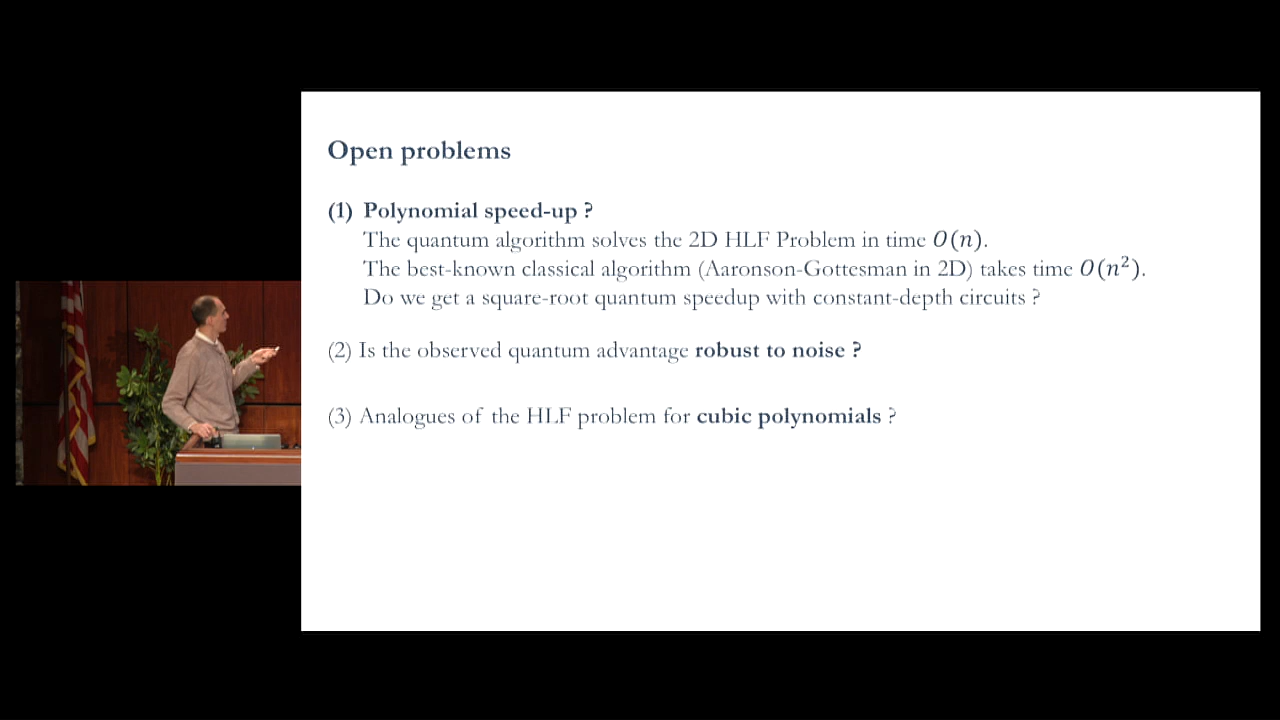 Open problems
(1) Polynomial speed-up ?
The quantum algorithm solves the 2D HLF Problem in time O(n).
The best-known classical algorithm (Aaronson-Gottesman in 2D) takes time O(n²).
Do we get a square-root quantum speedup with constant-depth circuits ?
(2) Is the observed quantum advantage robust to noise ?
(3) Analogues of the HLF problem for cubic polynomials ?